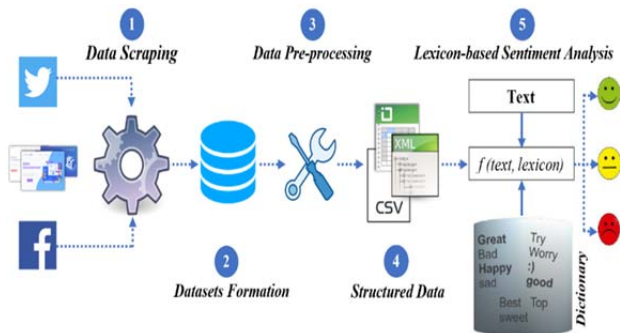 1
Data Scraping
3
Data Pre-processing
5
Lexicon-based Sentiment Analysis
Text
XML
f (text, lexicon)
CSV
2
Datasets Formation
4
Structured Data
Great Try
Bad Worry
Happy :)
sad good
Best Top
sweet
Dictionary